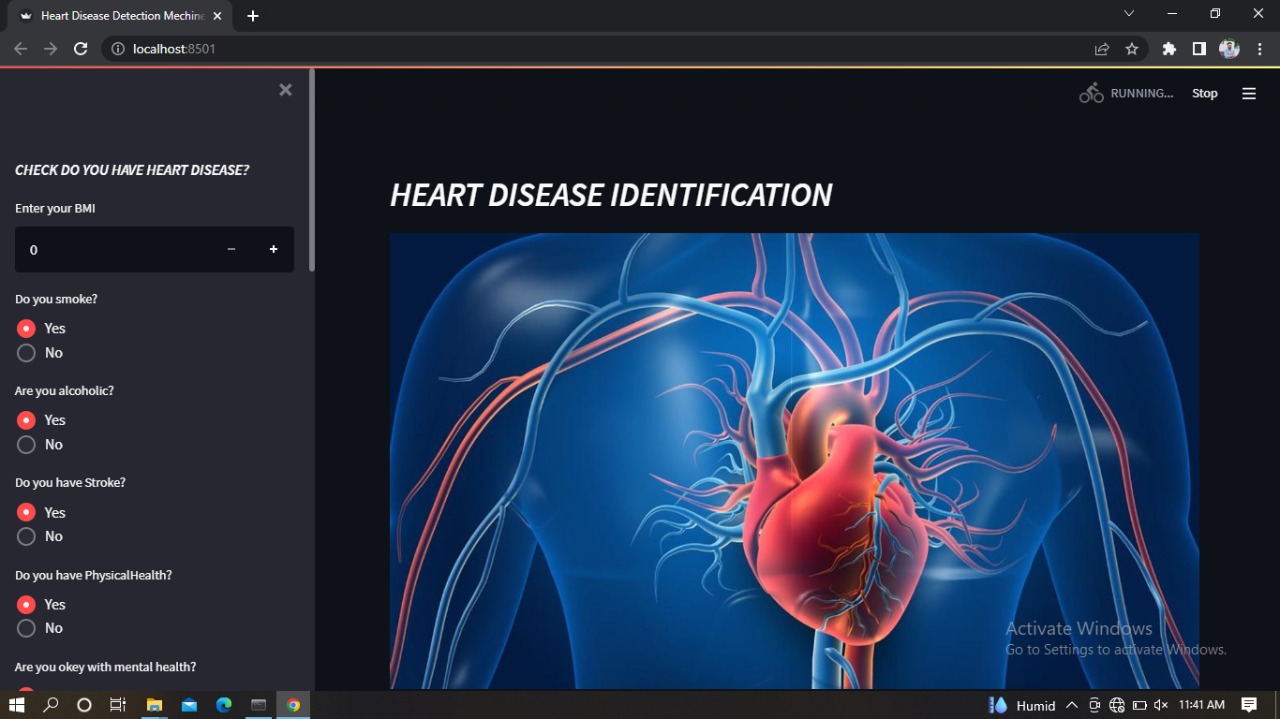 Heart Disease Detection Mechine
localhost:8501
RUNNING...
Stop
CHECK DO YOU HAVE HEART DISEASE?
Enter your BMI
0
Do you smoke?
Yes
No
Are you alcoholic?
Yes
No
Do you have Stroke?
Yes
No
Do you have PhysicalHealth?
Yes
No
Are you okey with mental health?
HEART DISEASE IDENTIFICATION
Activate Windows
Go to Settings to activate Windows.
Humid
11:41 AM